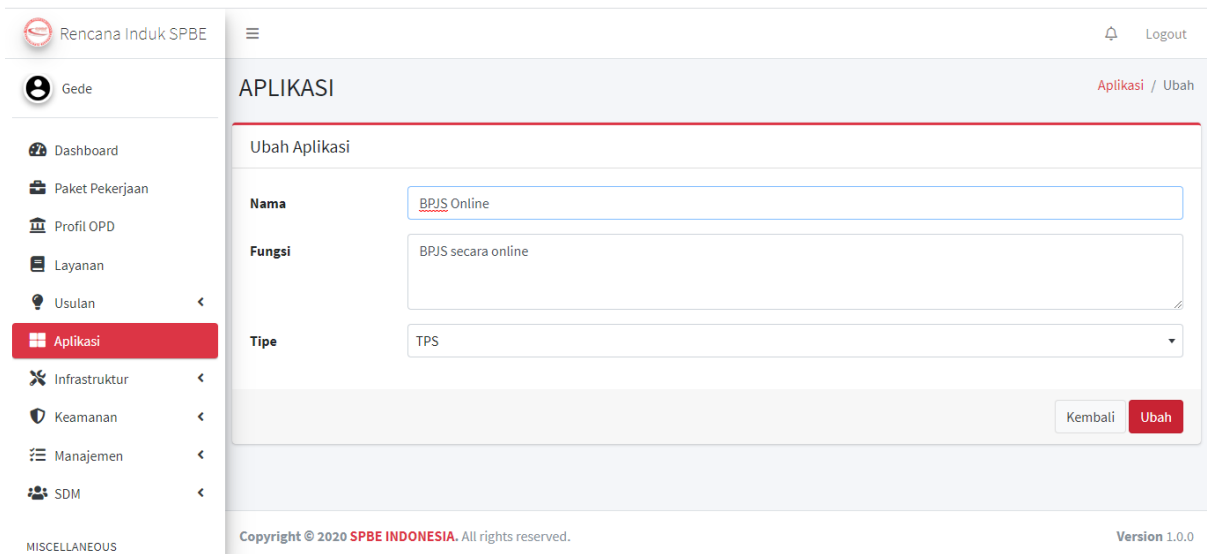 Rencana Induk SPBE
Logout
Gede
APLIKASI
Aplikasi / Ubah
Dashboard
Paket Pekerjaan
Profil OPD
Layanan
Usulan
Aplikasi
Infrastruktur
Keamanan
Manajemen
SDM
MISCELLANEOUS
Ubah Aplikasi
Nama
BPJS Online
Fungsi
BPJS secara online
Tipe
TPS
Kembali
Ubah
Copyright © 2020 SPBE INDONESIA. All rights reserved.
Version 1.0.0